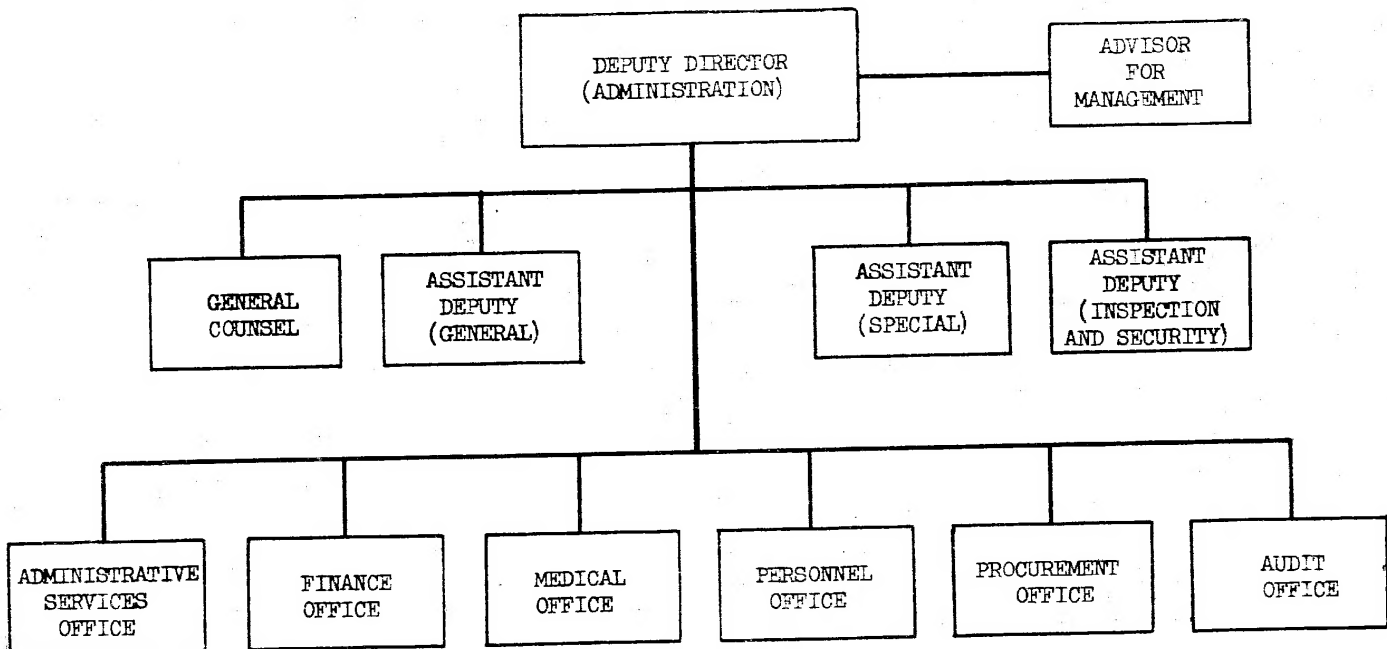 DEPUTY DIRECTOR
(ADMINISTRATION)
ADVISOR
FOR
MANAGEMENT
GENERAL
COUNSEL
ASSISTANT
DEPUTY
(GENERAL)
ASSISTANT
DEPUTY
(SPECIAL)
ASSISTANT
DEPUTY
(INSPECTION
AND SECURITY)
ADMINISTRATIVE
SERVICES
OFFICE
FINANCE
OFFICE
MEDICAL
OFFICE
PERSONNEL
OFFICE
PROCUREMENT
OFFICE
AUDIT
OFFICE